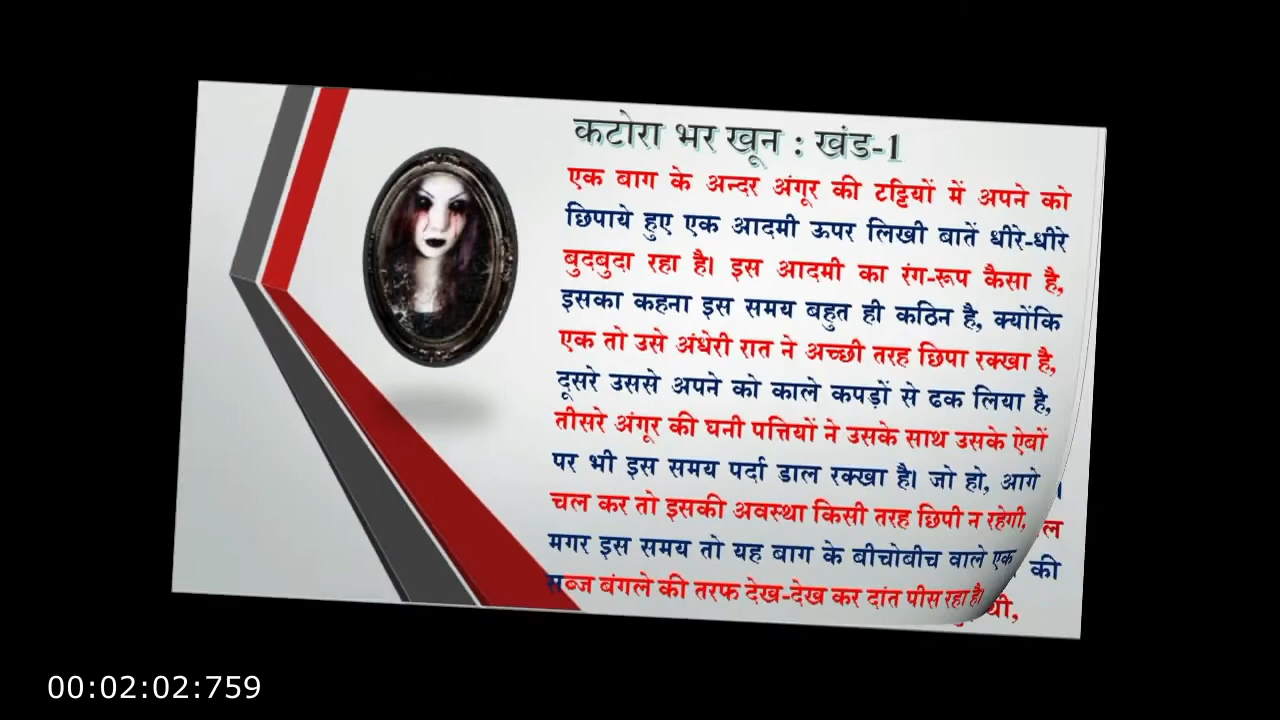 कटोरा भर खून : खंड-1
एक बाग के अन्दर अंगूर की टट्टियों में अपने को
छिपाये हुए एक आदमी ऊपर लिखी बातें धीरे-धीरे
बुदबुदा रहा है। इस आदमी का रंग-रूप कैसा है,
इसका कहना इस समय बहुत ही कठिन है, क्योंकि
एक तो उसे अंधेरी रात ने अच्छी तरह छिपा रक्खा है,
दूसरे उससे अपने को काले कपड़ों से ढक लिया है,
तीसरे अंगूर की घनी पत्तियों ने उसके साथ उसके ऐबों
पर भी इस समय पर्दा डाल रक्खा है। जो हो, आगे
चल कर तो इसकी अवस्था किसी तरह छिपी न रहेगी,
मगर इस समय तो यह बाग के बीचोबीच वाले एक
सब्ज बंगले की तरफ देख-देख कर दांत पीस रहा है।
की
थी,
00:02:02:759